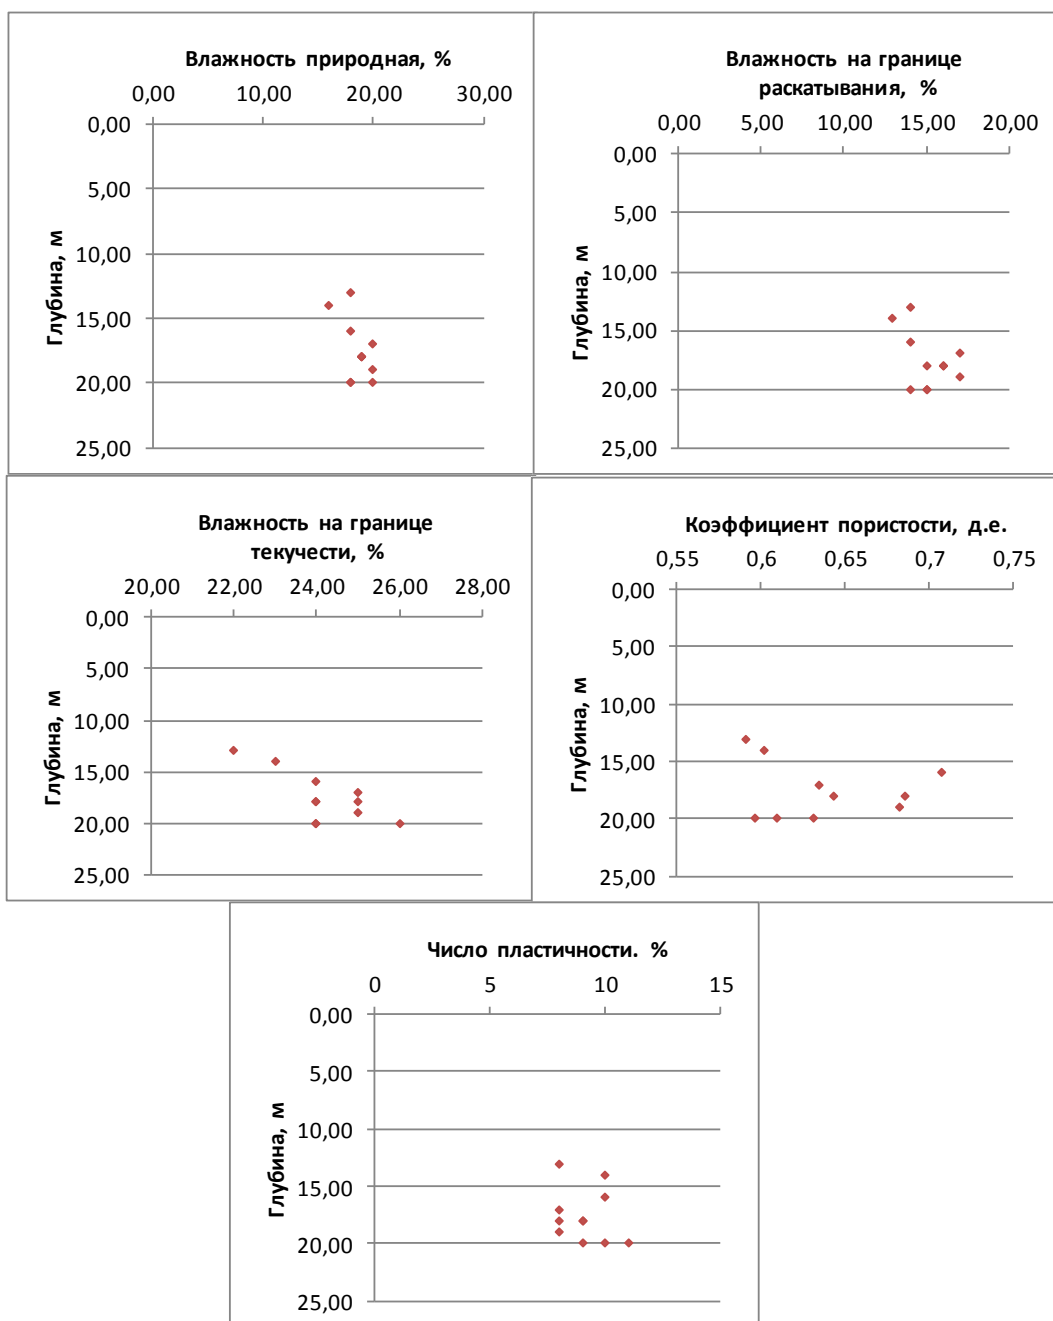 Влажность природная, %
0,00 10,00 20,00 30,00
0,00
5,00
10,00
15,00
20,00
25,00
Глубина, м
Влажность на границе
раскатывания, %
0,00 5,00 10,00 15,00 20,00
0,00
5,00
10,00
15,00
20,00
25,00
Глубина, м
Влажность на границе
текучести, %
20,00 22,00 24,00 26,00 28,00
0,00
5,00
10,00
15,00
20,00
25,00
Глубина, м
Коэффициент пористости, д.е.
0,55 0,6 0,65 0,7 0,75
0,00
5,00
10,00
15,00
20,00
25,00
Глубина, м
Число пластичности. %
0 5 10 15
0,00
5,00
10,00
15,00
20,00
25,00
Глубина, м